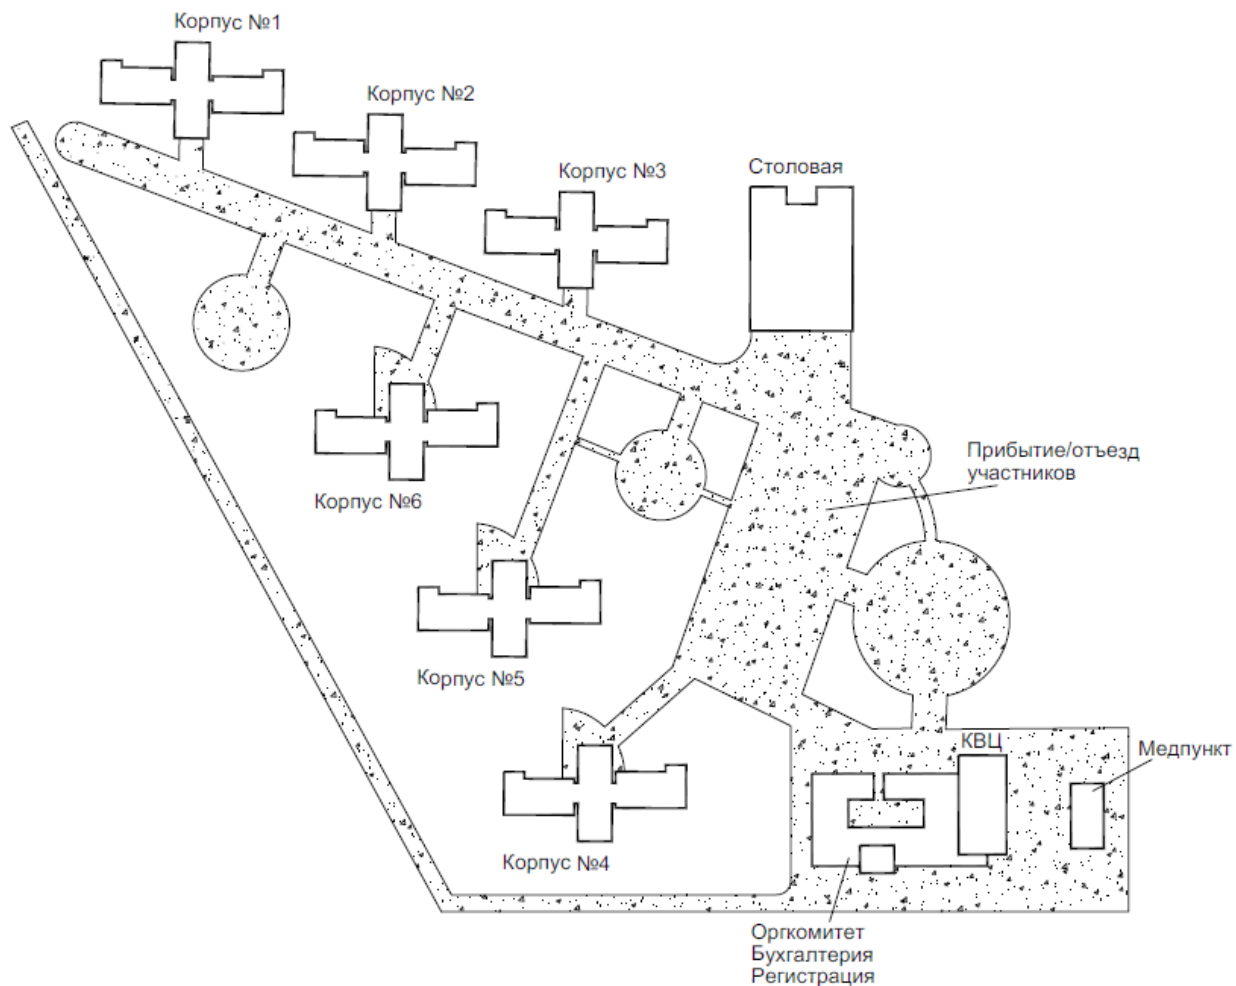 Корпус №1
Корпус №2
Корпус №3
Столовая
Прибытие/отъезд
участников
Корпус №6
Корпус №5
КВЦ
Медпункт
Корпус №4
Оргкомитет
Бухгалтерия
Регистрация